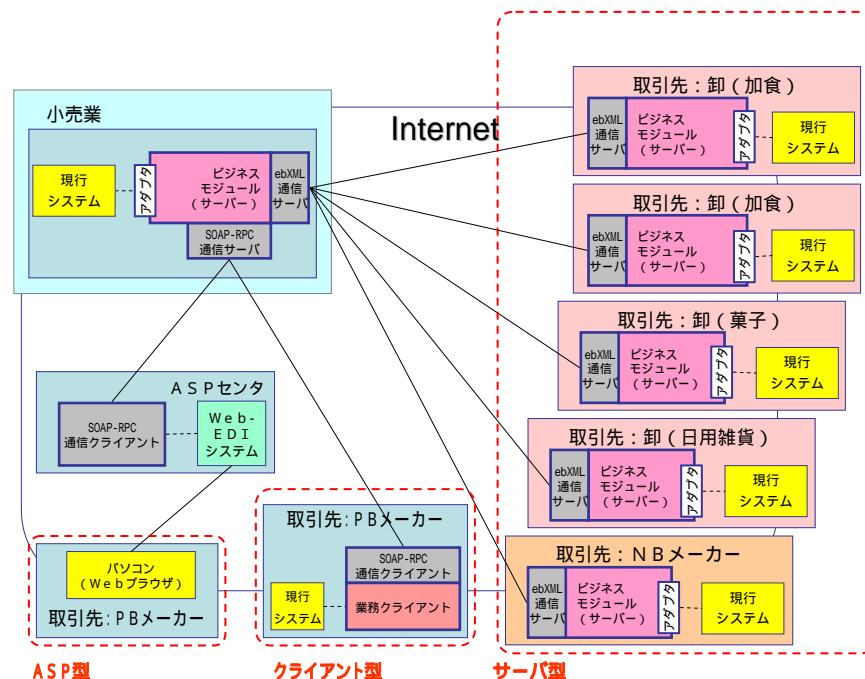 小売業
現行
システム
アダプタ
ビジネス
モジュール
(サーバー)
ebXML
通信
サーバ
SOAP-RPC
通信サーバ
Internet
取引先：卸(加食)
ebXML
通信
サーバ
ビジネス
モジュール
(サーバー)
アダプタ
現行
システム
取引先：卸(加食)
ebXML
通信
サーバ
ビジネス
モジュール
(サーバー)
アダプタ
現行
システム
取引先：卸(菓子)
ebXML
通信
サーバ
ビジネス
モジュール
(サーバー)
アダプタ
現行
システム
取引先：卸(日用雑貨)
ebXML
通信
サーバ
ビジネス
モジュール
(サーバー)
アダプタ
現行
システム
取引先：ＮＢメーカー
ebXML
通信
サーバ
ビジネス
モジュール
(サーバー)
アダプタ
現行
システム
ＡＳＰセンタ
SOAP-RPC
通信クライアント
Ｗｅｂ-
ＥＤＩ
システム
パソコン
(Ｗｅｂブラウザ)
取引先:ＰＢメーカー
取引先:ＰＢメーカー
SOAP-RPC
通信クライアント
現行
システム
業務クライアント
ＡＳＰ型
クライアント型
サーバ型